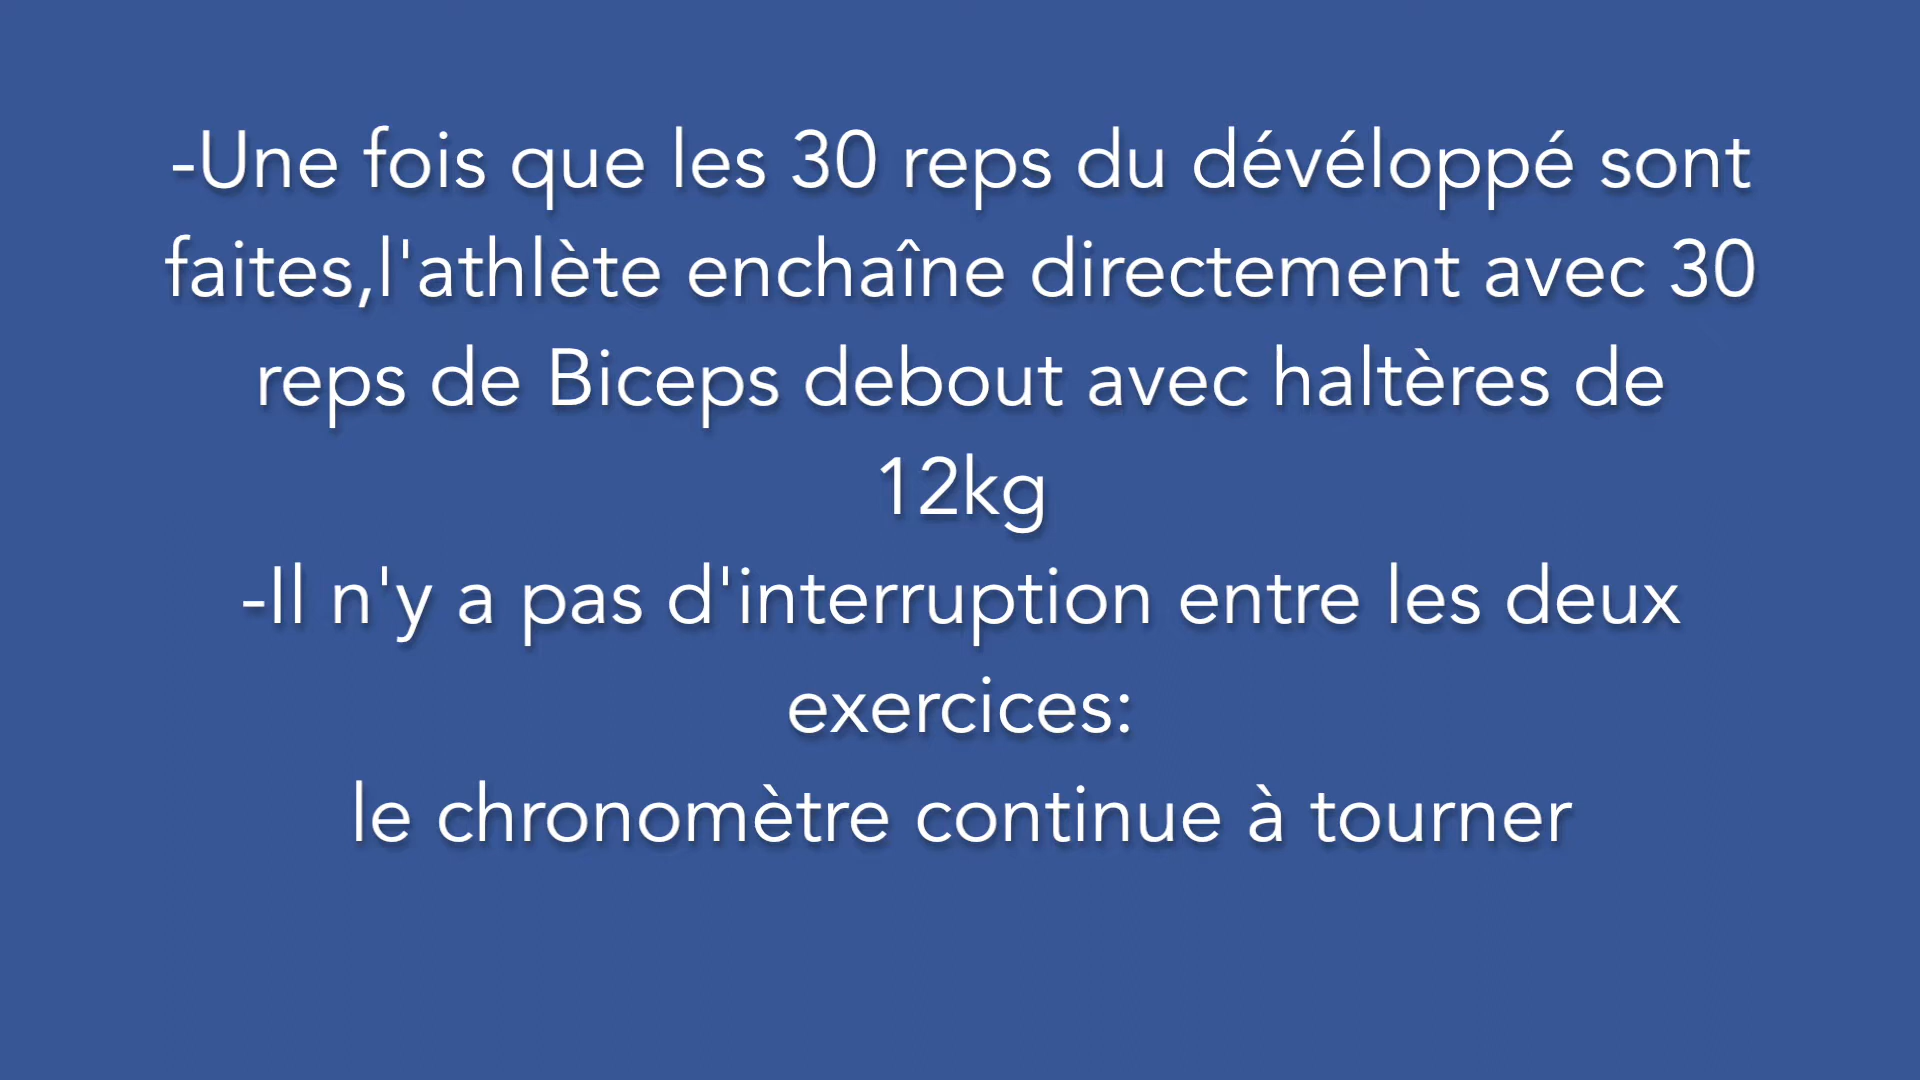 -Une fois que les 30 reps du dévéloppé sont
faites,l'athlète enchaîne directement avec 30
reps de Biceps debout avec haltères de
12kg
-Il n'y a pas d'interruption entre les deux
exercices:
le chronomètre continue à tourner